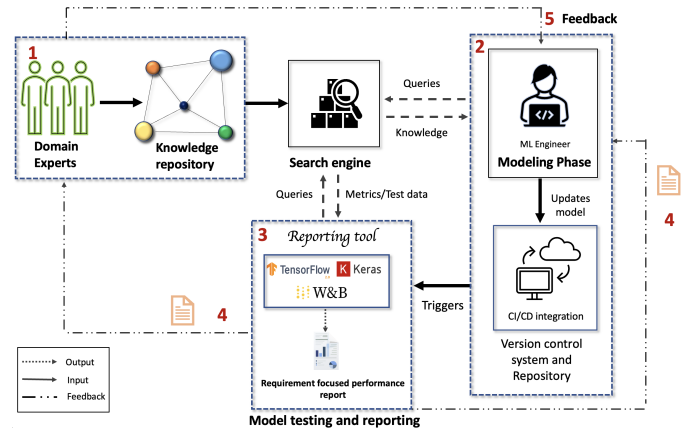 5 Feedback
1
2
Domain
Experts
Knowledge
repository
Search engine
Queries
Knowledge
</>
ML Engineer
Modeling Phase
Updates
model
CI/CD integration
Version control
system and
Repository
Queries
Metrics/Test data
3 Reporting tool
TensorFlow
K Keras
W&B
Requirement focused performance
report
Model testing and reporting
Triggers
4
4
Output
Input
Feedback